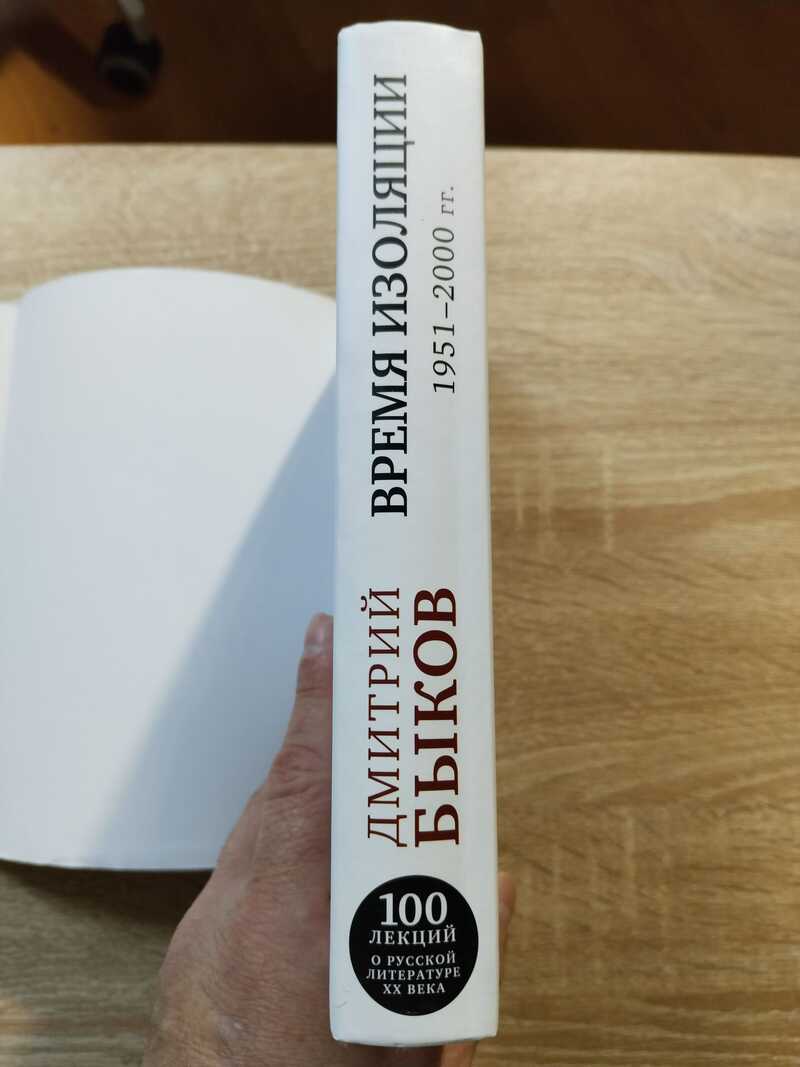 ДМИТРИЙ
БЫКОВ
ВРЕМЯ ИЗОЛЯЦИИ
1951–2000 гг.
100
ЛЕКЦИЙ
О РУССКОЙ
ЛИТЕРАТУРЕ
XX ВЕКА